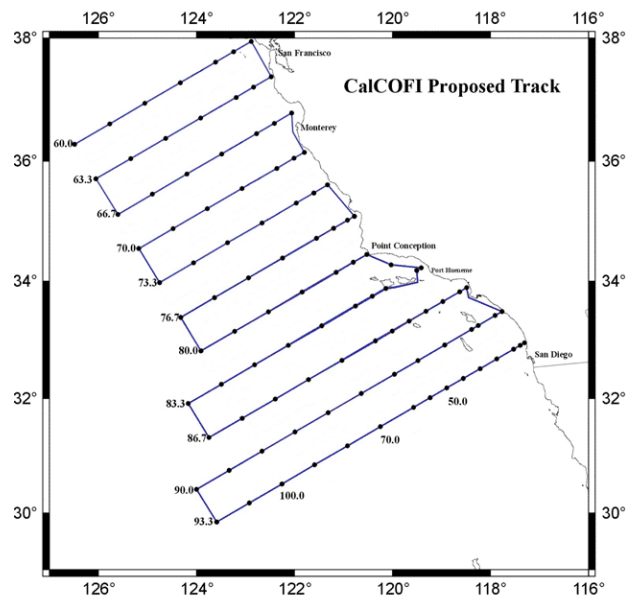 126° 124° 122° 120° 118° 116°
38° 38°
San Francisco
CalCOFI Proposed Track
Monterey
60.0
36° 36°
63.3
66.7
70.0
Point Conception
Port Hueneme
34° 73.3 34°
76.7
80.0
San Diego
83.3
32° 50.0 32°
86.7
70.0
90.0
100.0
30° 93.3 30°
126° 124° 122° 120° 118° 116°